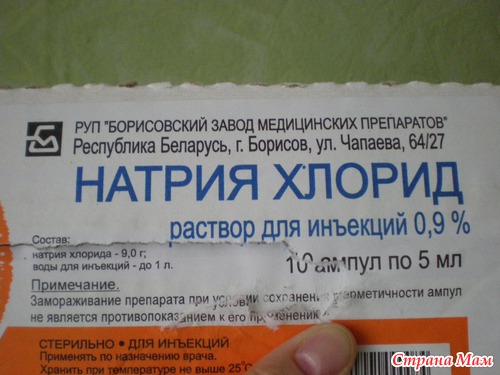 РУП "БОРИСОВСКИЙ ЗАВОД МЕДИЦИНСКИХ ПРЕПАРАТОВ"
Республика Беларусь, г. Борисов, ул. Чапаева, 64/27
НАТРИЯ ХЛОРИД
раствор для инъекций 0,9 %
Состав:
натрия хлорида - 9,0 г;
воды для инъекций - до 1 л.
10 ампул по 5 мл
Примечание.
Замораживание препарата при условии сохранения герметичности ампул
не является противопоказанием к его применению
СТЕРИЛЬНО • ДЛЯ ИНЪЕКЦИЙ
Применять по назначению врача.
Хранить при температуре не выше 25°С
Страна Мам